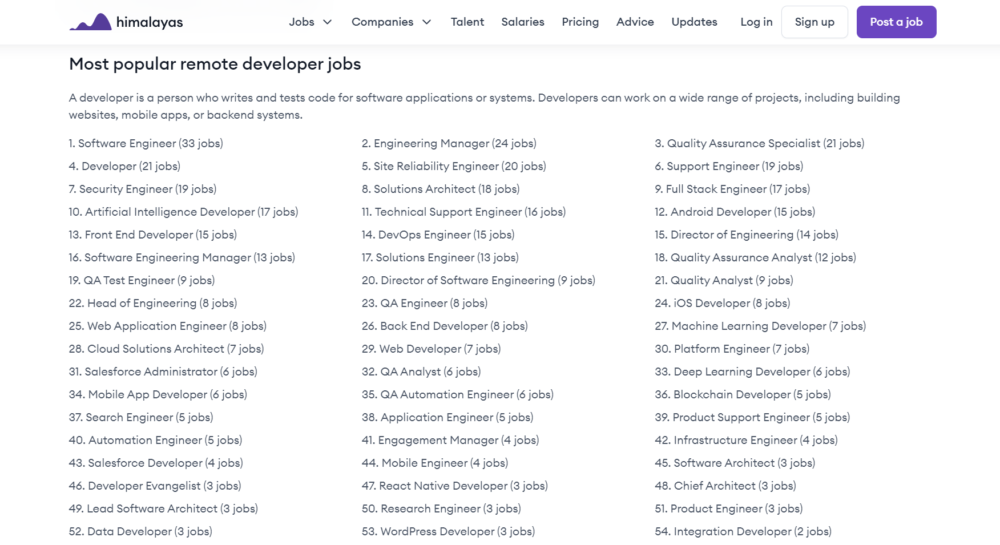 himalayas
Jobs
Companies
Talent
Salaries
Pricing
Advice
Updates
Log in
Sign up
Post a job
Most popular remote developer jobs
A developer is a person who writes and tests code for software applications or systems. Developers can work on a wide range of projects, including building
websites, mobile apps, or backend systems.
1. Software Engineer (33 jobs)
2. Engineering Manager (24 jobs)
3. Quality Assurance Specialist (21 jobs)
4. Developer (21 jobs)
5. Site Reliability Engineer (20 jobs)
6. Support Engineer (19 jobs)
7. Security Engineer (19 jobs)
8. Solutions Architect (18 jobs)
9. Full Stack Engineer (17 jobs)
10. Artificial Intelligence Developer (17 jobs)
11. Technical Support Engineer (16 jobs)
12. Android Developer (15 jobs)
13. Front End Developer (15 jobs)
14. DevOps Engineer (15 jobs)
15. Director of Engineering (14 jobs)
16. Software Engineering Manager (13 jobs)
17. Solutions Engineer (13 jobs)
18. Quality Assurance Analyst (12 jobs)
19. QA Test Engineer (9 jobs)
20. Director of Software Engineering (9 jobs)
21. Quality Analyst (9 jobs)
22. Head of Engineering (8 jobs)
23. QA Engineer (8 jobs)
24. iOS Developer (8 jobs)
25. Web Application Engineer (8 jobs)
26. Back End Developer (8 jobs)
27. Machine Learning Developer (7 jobs)
28. Cloud Solutions Architect (7 jobs)
29. Web Developer (7 jobs)
30. Platform Engineer (7 jobs)
31. Salesforce Administrator (6 jobs)
32. QA Analyst (6 jobs)
33. Deep Learning Developer (6 jobs)
34. Mobile App Developer (6 jobs)
35. QA Automation Engineer (6 jobs)
36. Blockchain Developer (5 jobs)
37. Search Engineer (5 jobs)
38. Application Engineer (5 jobs)
39. Product Support Engineer (5 jobs)
40. Automation Engineer (5 jobs)
41. Engagement Manager (4 jobs)
42. Infrastructure Engineer (4 jobs)
43. Salesforce Developer (4 jobs)
44. Mobile Engineer (4 jobs)
45. Software Architect (3 jobs)
46. Developer Evangelist (3 jobs)
47. React Native Developer (3 jobs)
48. Chief Architect (3 jobs)
49. Lead Software Architect (3 jobs)
50. Research Engineer (3 jobs)
51. Product Engineer (3 jobs)
52. Data Developer (3 jobs)
53. WordPress Developer (3 jobs)
54. Integration Developer (2 jobs)